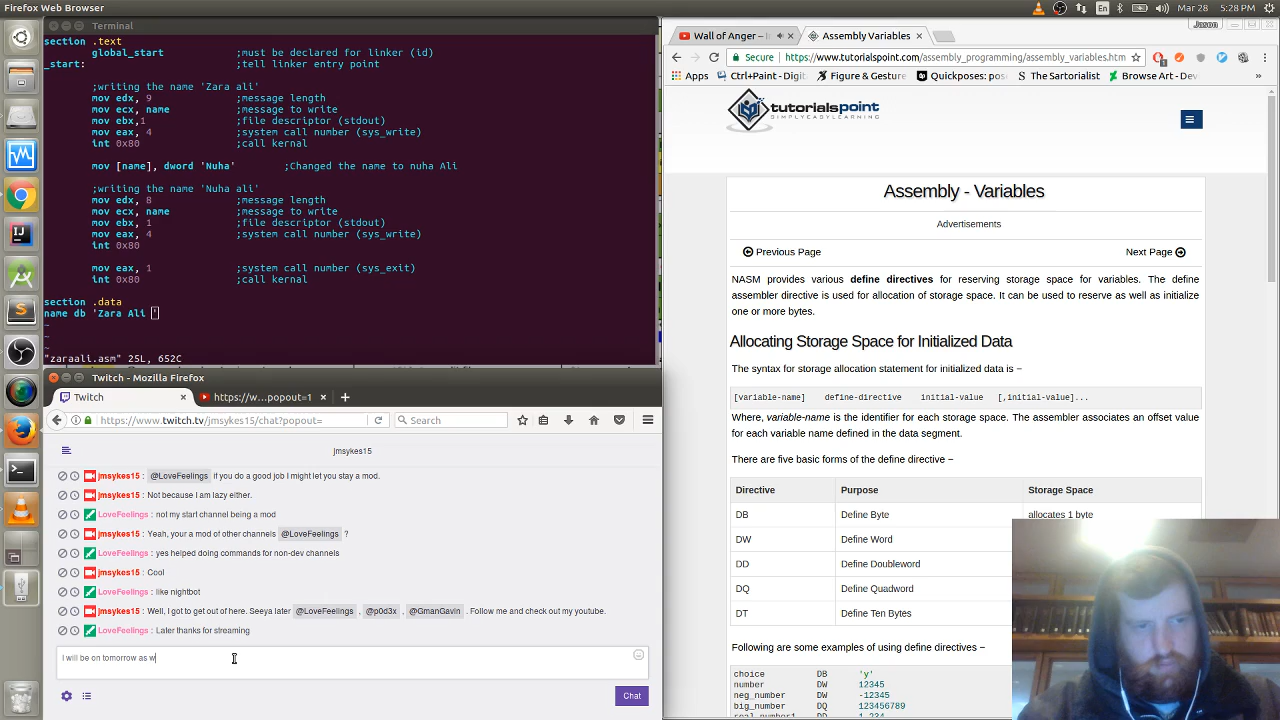 Firefox Web Browser
En
Mar 28
5:28 PM
Terminal
section .text
global_start ;must be declared for linker (id)
_start: ;tell linker entry point
;writing the name 'Zara ali'
mov edx, 9 ;message length
mov ecx, name ;message to write
mov ebx,1 ;file descriptor (stdout)
mov eax, 4 ;system call number (sys_write)
int 0x80 ;call kernal
mov [name], dword 'Nuha' ;Changed the name to nuha Ali
;writing the name 'Nuha ali'
mov edx, 8 ;message length
mov ecx, name ;message to write
mov ebx, 1 ;file descriptor (stdout)
mov eax, 4 ;system call number (sys_write)
int 0x80
mov eax, 1 ;system call number (sys_exit)
int 0x80 ;call kernal
section .data
name db 'Zara Ali '
~
~
"zaraali.asm" 25L, 652C
Twitch - Mozilla Firefox
Twitch
https://w...popout=1
https://www.twitch.tv/jmsykes15/chat?popout=
Search
jmsykes15
jmsykes15 : @LoveFeelings if you do a good job I might let you stay a mod.
jmsykes15 : Not because I am lazy either.
LoveFeelings : not my start channel being a mod
jmsykes15 : Yeah, your a mod of other channels @LoveFeelings ?
LoveFeelings : yes helped doing commands for non-dev channels
jmsykes15 : Cool
LoveFeelings : like nightbot
jmsykes15 : Well, I got to get out of here. Seeya later @LoveFeelings , @p0d3x , @GmanGavin . Follow me and check out my youtube.
LoveFeelings : Later thanks for streaming
I will be on tomorrow as w
Chat
Jason
Wall of Anger –
Assembly Variables
Secure
https://www.tutorialspoint.com/assembly_programming/assembly_variables.htm
Apps
Ctrl+Paint - Digit
Figure & Gesture
Quickposes: pos
The Sartorialist
Browse Art - Dev
tutorialspoint
SIMPLYEASYLEARNING
Assembly - Variables
Advertisements
Previous Page
Next Page
NASM provides various define directives for reserving storage space for variables. The define
assembler directive is used for allocation of storage space. It can be used to reserve as well as initialize
one or more bytes.
Allocating Storage Space for Initialized Data
The syntax for storage allocation statement for initialized data is −
[variable-name] define-directive initial-value [,initial-value]...
Where, variable-name is the identifier for each storage space. The assembler associates an offset value
for each variable name defined in the data segment.
There are five basic forms of the define directive −
Directive Purpose Storage Space
DB Define Byte allocates 1 byte
DW Define Word
DD Define Doubleword
DQ Define Quadword
DT Define Ten Bytes
Following are some examples of using define directives −
choice DB 'y'
number DW 12345
neg_number DW -12345
big_number DQ 123456789
real_number1 DD 1.234